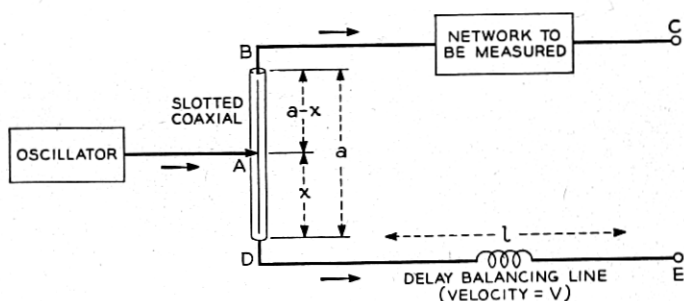 C
B
NETWORK TO
BE MEASURED
SLOTTED
COAXIAL
a-x
a
OSCILLATOR
A
x
l
D
E
DELAY BALANCING LINE
(VELOCITY = V)